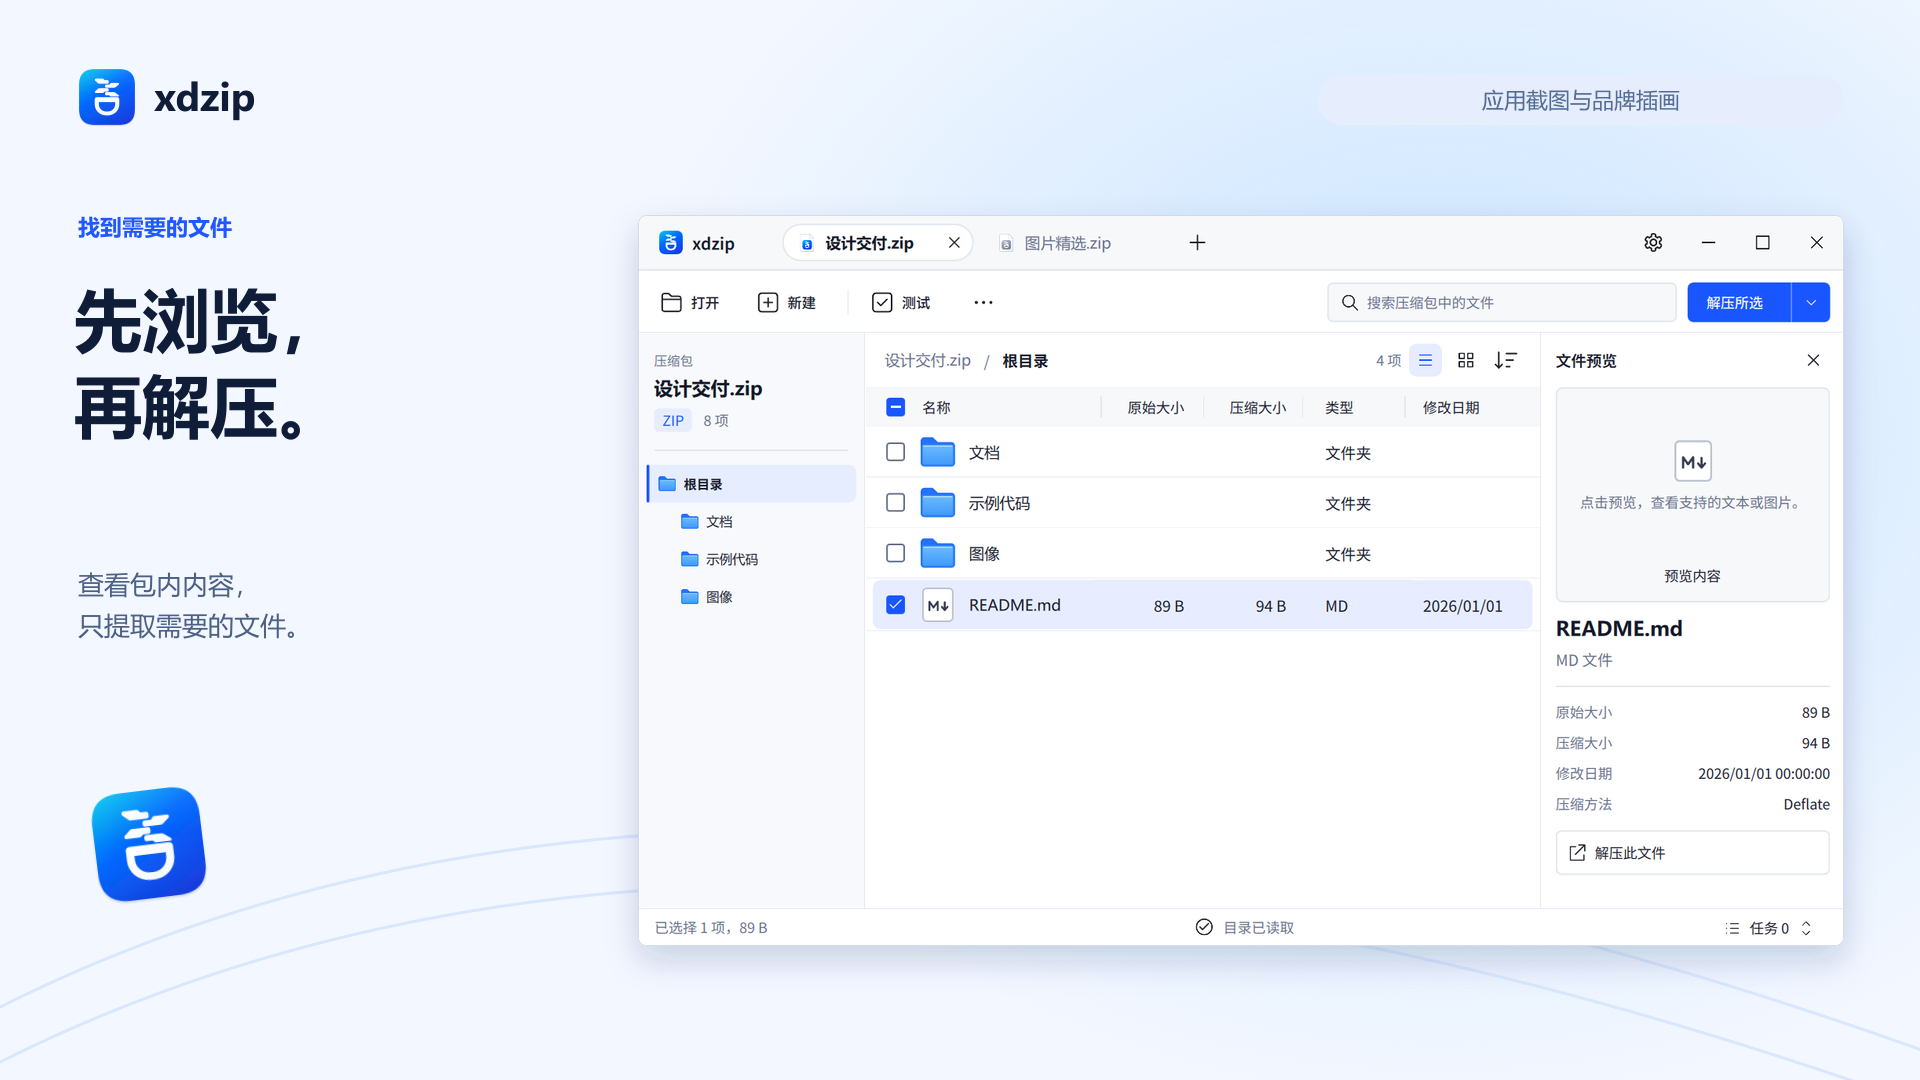 xdzip
应用截图与品牌插画
找到需要的文件
先浏览，
再解压。
查看包内内容，
只提取需要的文件。
xdzip
设计交付.zip
图片精选.zip
打开
新建
测试
搜索压缩包中的文件
解压所选
压缩包
设计交付.zip
ZIP 8 项
根目录
文档
示例代码
图像
设计交付.zip / 根目录
4 项
名称 原始大小 压缩大小 类型 修改日期
文档 文件夹
示例代码 文件夹
图像 文件夹
README.md 89 B 94 B MD 2026/01/01
文件预览
点击预览，查看支持的文本或图片。
预览内容
README.md
MD 文件
原始大小 89 B
压缩大小 94 B
修改日期 2026/01/01 00:00:00
压缩方法 Deflate
解压此文件
已选择 1 项，89 B
目录已读取
任务 0